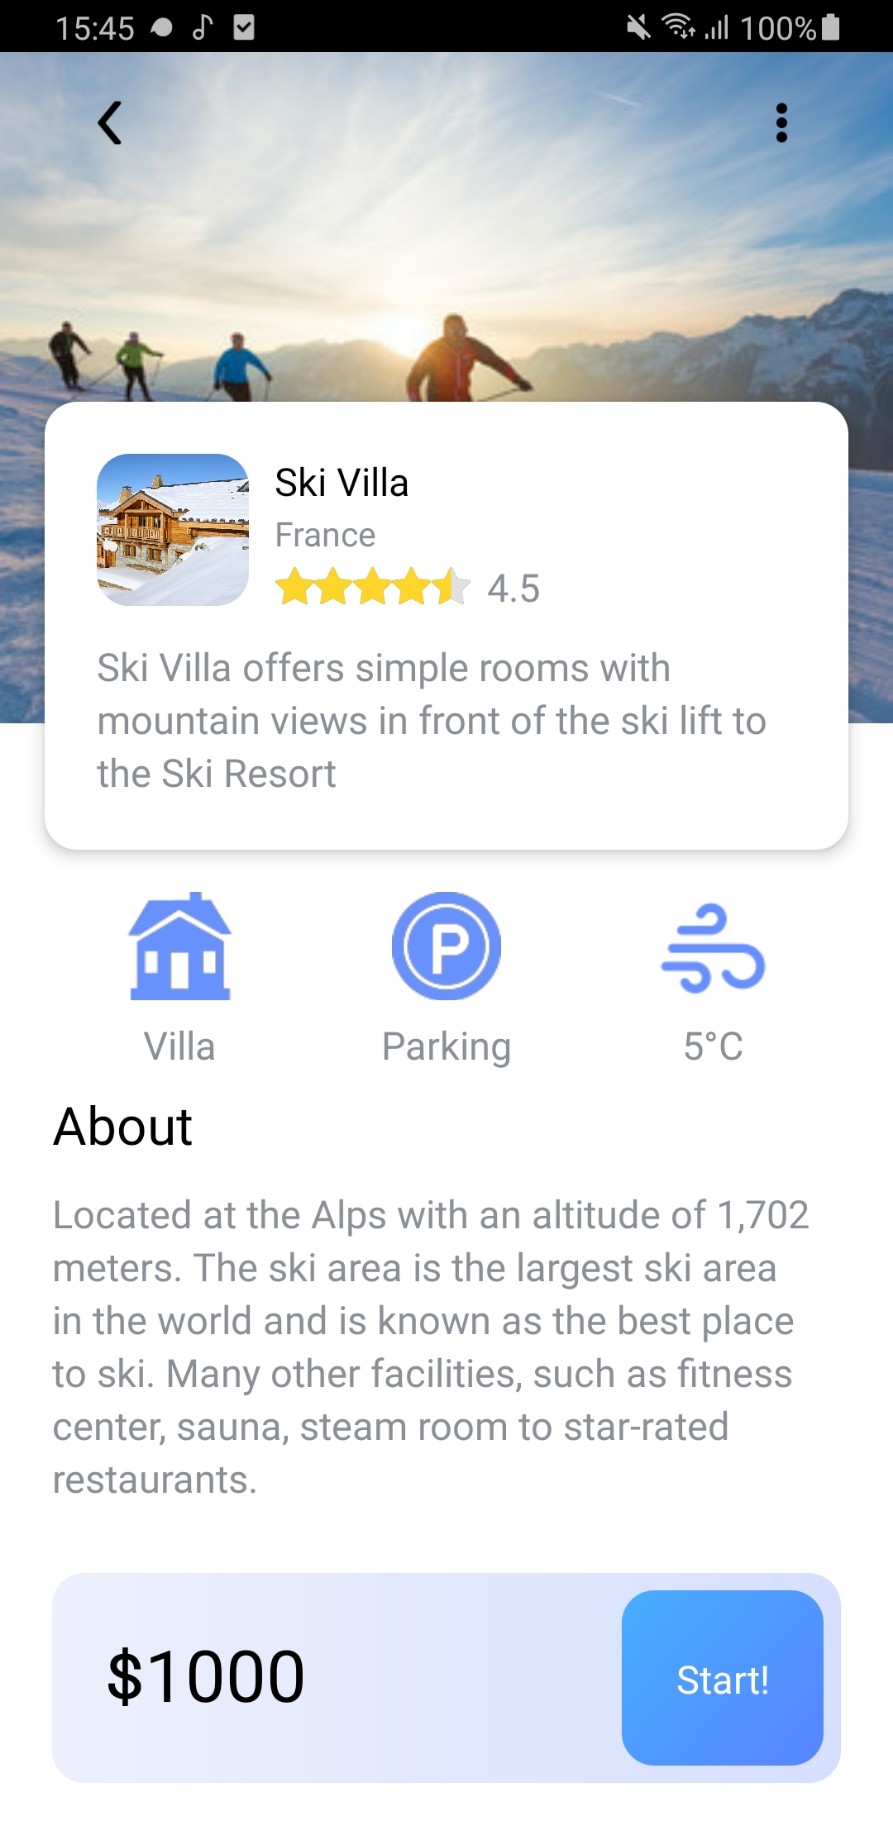 15:45 100%
Ski Villa
France
4.5
Ski Villa offers simple rooms with
mountain views in front of the ski lift to
the Ski Resort
P
Villa Parking 5°C
About
Located at the Alps with an altitude of 1,702
meters. The ski area is the largest ski area
in the world and is known as the best place
to ski. Many other facilities, such as fitness
center, sauna, steam room to star-rated
restaurants.
$1000 Start!